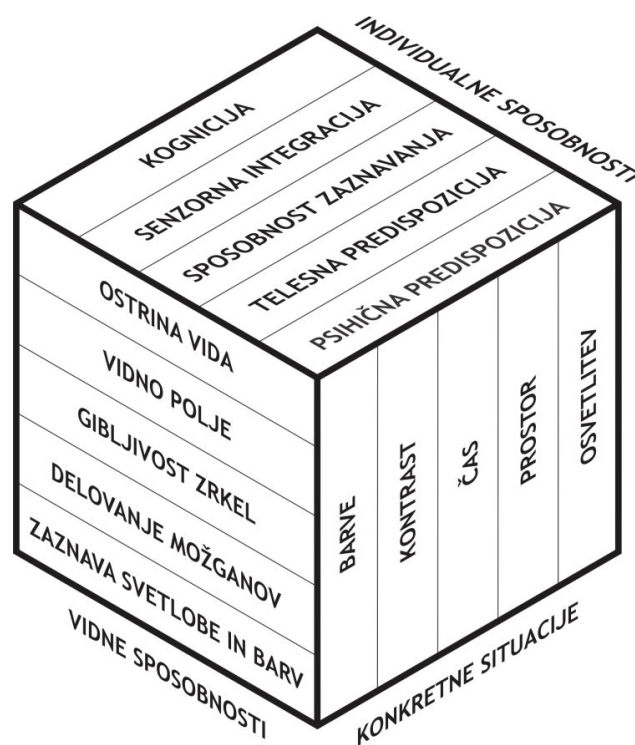 INDIVIDUALNE SPOSOBNOSTI
KOGNICIJA
SENZORNA INTEGRACIJA
SPOSOBNOST ZAZNAVANJA
TELESNA PREDISPOZICIJA
PSIHIČNA PREDISPOZICIJA
OSTRINA VIDA
VIDNO POLJE
GIBLJIVOST ZRKEL
DELOVANJE MOŽGANOV
ZAZNAVA SVETLOBE IN BARV
VIDNE SPOSOBNOSTI
BARVE
KONTRAST
ČAS
PROSTOR
OSVETLITEV
KONKRETNE SITUACIJE